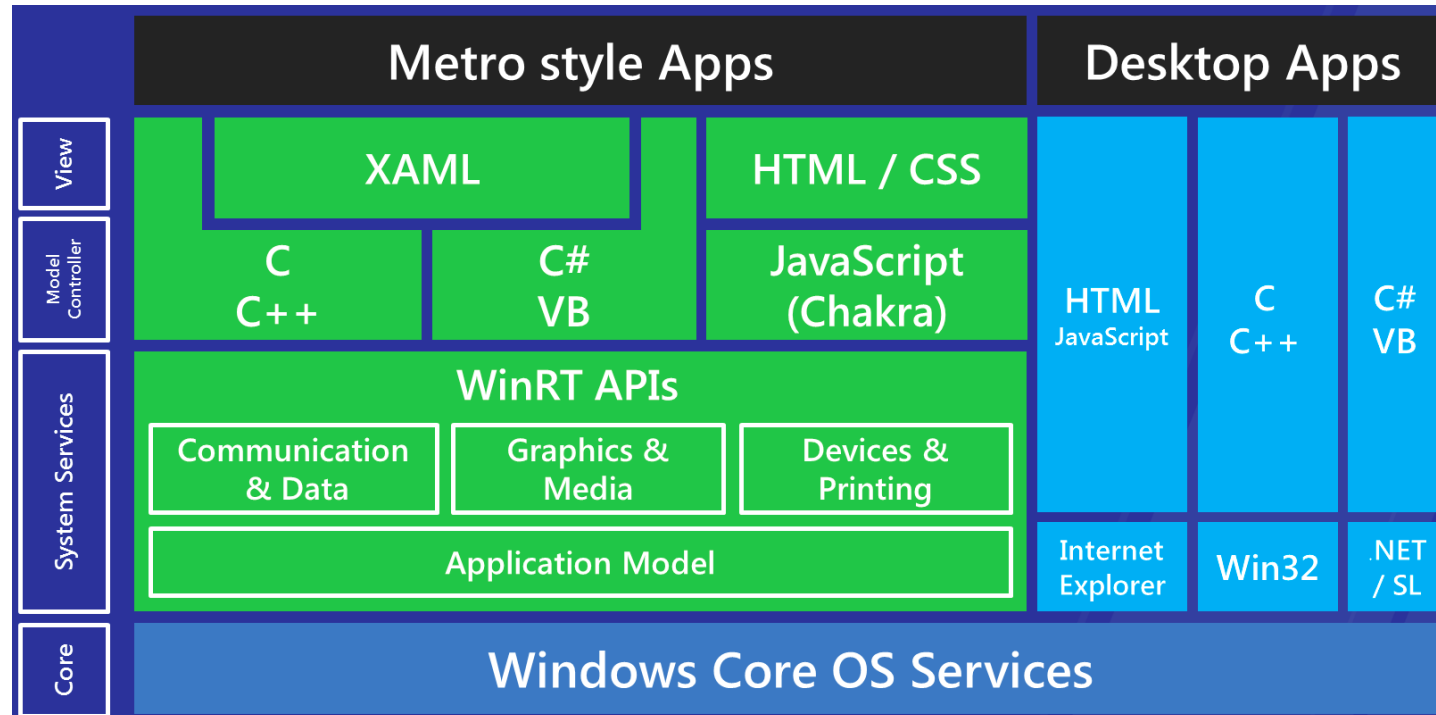 Metro style Apps
Desktop Apps
View
XAML
HTML / CSS
Model
Controller
C
C++
C#
VB
JavaScript
(Chakra)
HTML
JavaScript
C
C++
C#
VB
System Services
WinRT APIs
Communication
& Data
Graphics &
Media
Devices &
Printing
Application Model
Internet
Explorer
Win32
.NET
/ SL
Core
Windows Core OS Services